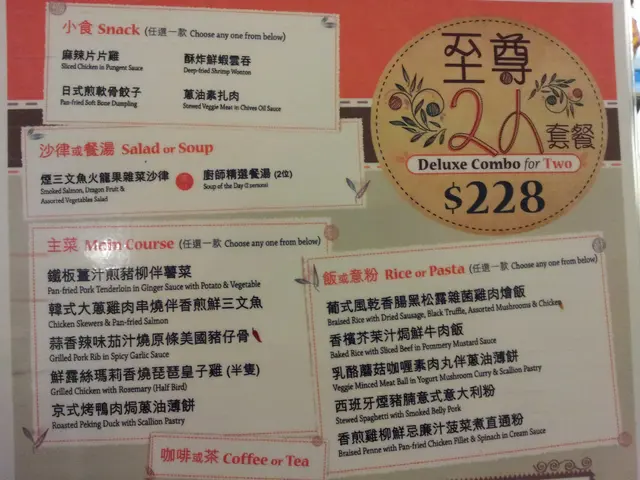 小食 Snack (任選一款 Choose any one from below)
麻辣片片雞
Sliced Chicken in Pungent Sauce
酥炸鮮蝦雲吞
Deep-fried Shrimp Wonton
日式煎軟骨餃子
Pan-fried Soft Bone Dumpling
蔥油素扎肉
Stewed Veggie Meat in Chives Oil Sauce
至尊
2人套餐
Deluxe Combo for Two
$228
沙律或餐湯 Salad or Soup
煙三文魚火龍果雜菜沙律
Smoked Salmon, Dragon Fruit &
Assorted Vegetables Salad
廚師精選餐湯 (2位)
Soup of the Day (2 persons)
主菜 Main Course (任選一款 Choose any one from below)
鐵板薑汁煎豬柳伴薯菜
Pan-fried Pork Tenderloin in Ginger Sauce with Potato & Vegetable
韓式大蔥雞肉串燒伴香煎鮮三文魚
Chicken Skewers & Pan-fried Salmon
蒜香辣味茄汁燒原條美國豬仔骨
Grilled Pork Rib in Spicy Garlic Sauce
鮮露絲瑪莉香燒琵琶皇子雞 (半隻)
Grilled Chicken with Rosemary (Half Bird)
京式烤鴨肉焗蔥油薄餅
Roasted Peking Duck with Scallion Pastry
飯或意粉 Rice or Pasta (任選一款 Choose any one from below)
葡式風乾香腸黑松露雜菌雞肉燴飯
Braised Rice with Dried Sausage, Black Truffle, Assorted Mushrooms & Chicken
香檳芥茉汁焗鮮牛肉飯
Baked Rice with Sliced Beef in Pommery Mustard Sauce
乳酪蘑菇咖喱素肉丸伴蔥油薄餅
Veggie Minced Meat Ball in Yogurt Mushroom Curry & Scallion Pastry
西班牙煙豬腩意式意大利粉
Stewed Spaghetti with Smoked Belly Pork
香煎雞柳鮮忌廉汁菠菜煮直通粉
Braised Penne with Pan-fried Chicken Fillet & Spinach in Cream Sauce
咖啡或茶 Coffee or Tea